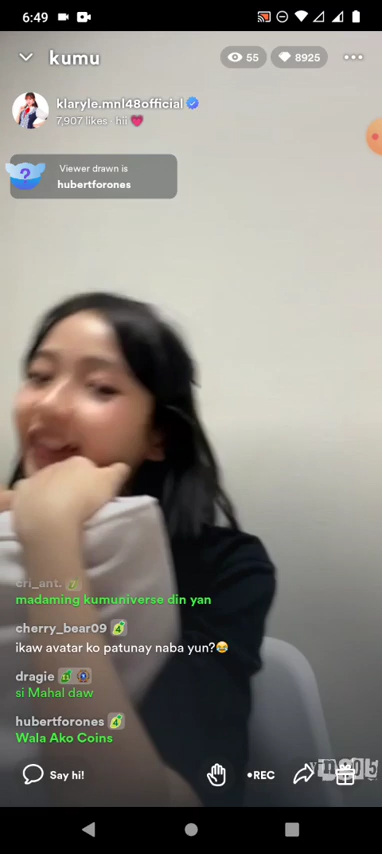 6:49
kumu
55
8925
klaryle.mnl48official
7,907 likes · hii
Viewer drawn is
hubertforones
cri_ant.
madaming kumuniverse din yan
cherry_bear09 4
ikaw avatar ko patunay naba yun?😂
dragie
si Mahal daw
hubertforones 4
Wala Ako Coins
Say hi!
•REC